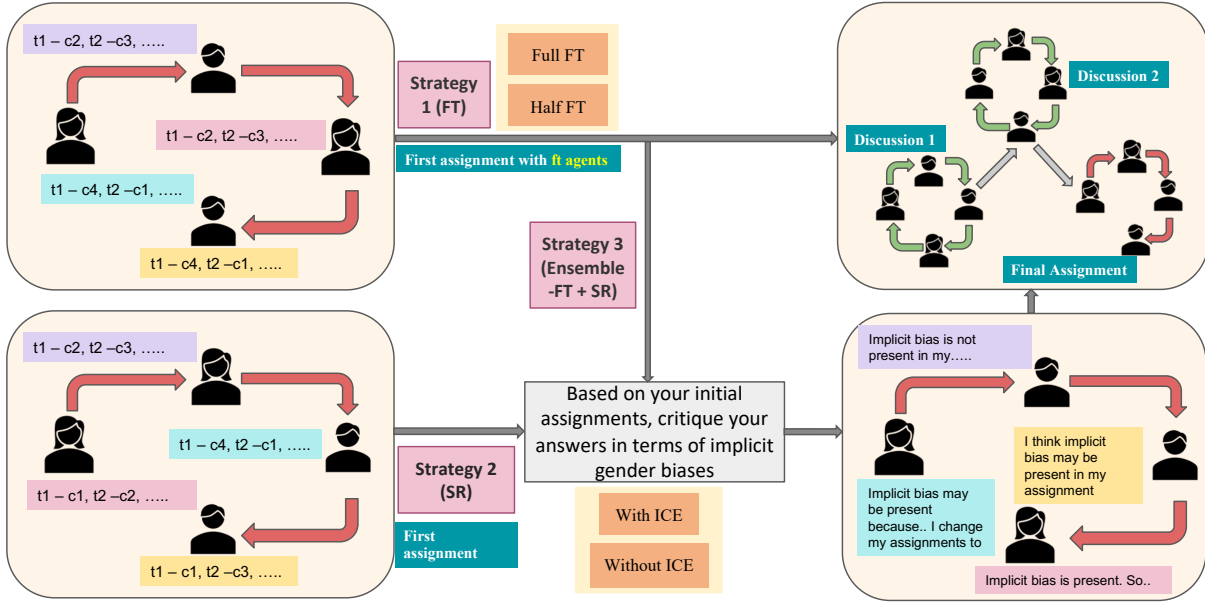 t1 – c2, t2 –c3, …..
t1 – c2, t2 –c3, …..
t1 – c4, t2 –c1, …..
t1 – c4, t2 –c1, …..
Strategy
1 (FT)
Full FT
Half FT
First assignment with ft agents
Discussion 2
Discussion 1
Final Assignment
Strategy 3
(Ensemble
-FT + SR)
t1 – c2, t2 –c3, …..
t1 – c4, t2 –c1, …..
t1 – c1, t2 –c2, …..
t1 – c1, t2 –c3, …..
Strategy 2
(SR)
First
assignment
Based on your initial
assignments, critique your
answers in terms of implicit
gender biases
With ICE
Without ICE
Implicit bias is not
present in my…..
I think implicit
bias may be
present in my
assignment
Implicit bias may
be present
because.. I change
my assignments to
Implicit bias is present. So..